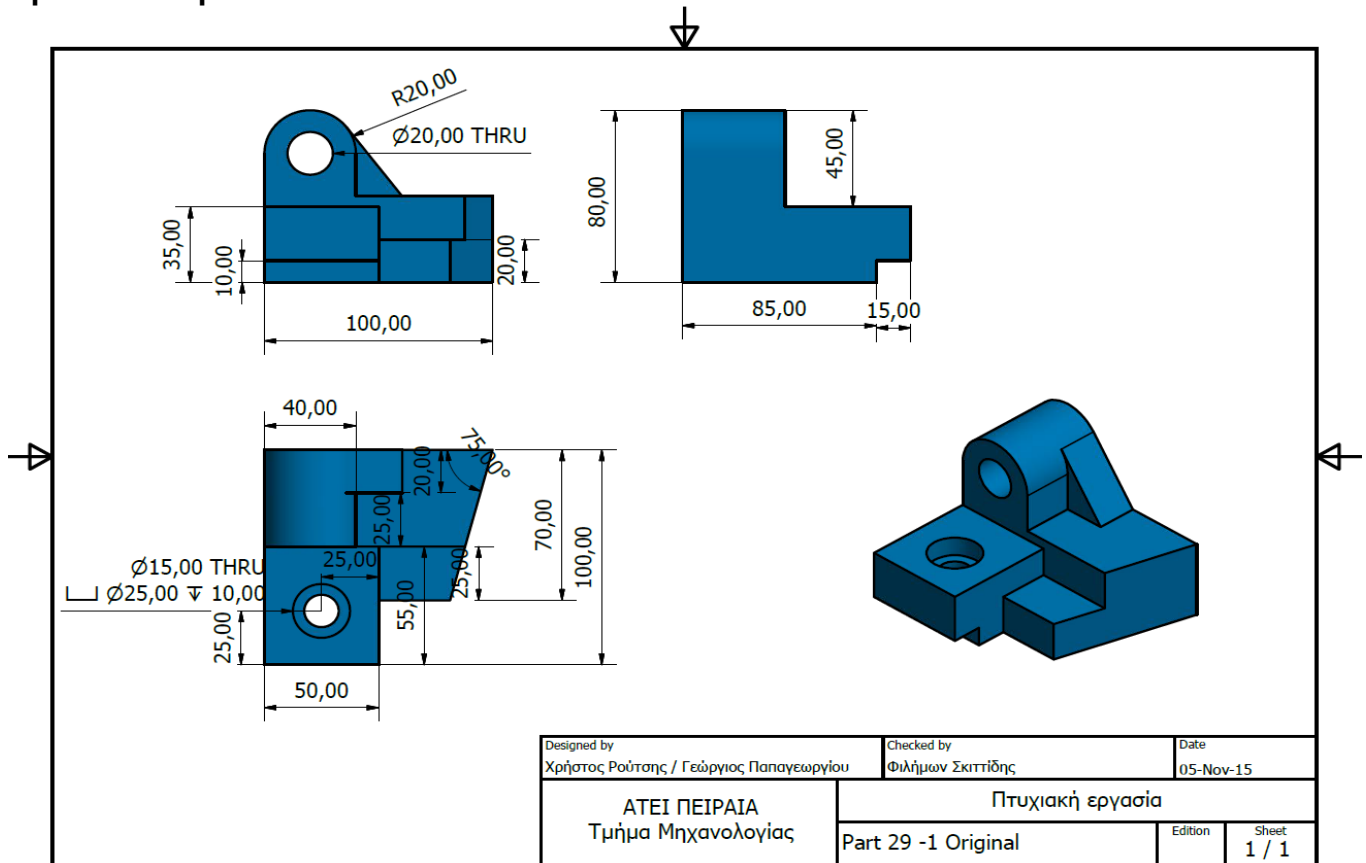 R20,00
Ø20,00 THRU
35,00
10,00
20,00
100,00
80,00
45,00
85,00
15,00
40,00
75,00°
20,00
25,00
70,00
100,00
Ø15,00 THRU
⌴ Ø25,00 ↧ 10,00
25,00
25,00
55,00
25,00
50,00
Designed by
Χρήστος Ρούτσης / Γεώργιος Παπαγεωργίου
Checked by
Φιλήμων Σκιττίδης
Date
05-Nov-15
ΑΤΕΙ ΠΕΙΡΑΙΑ
Τμήμα Μηχανολογίας
Πτυχιακή εργασία
Part 29 -1 Original
Edition
Sheet
1 / 1